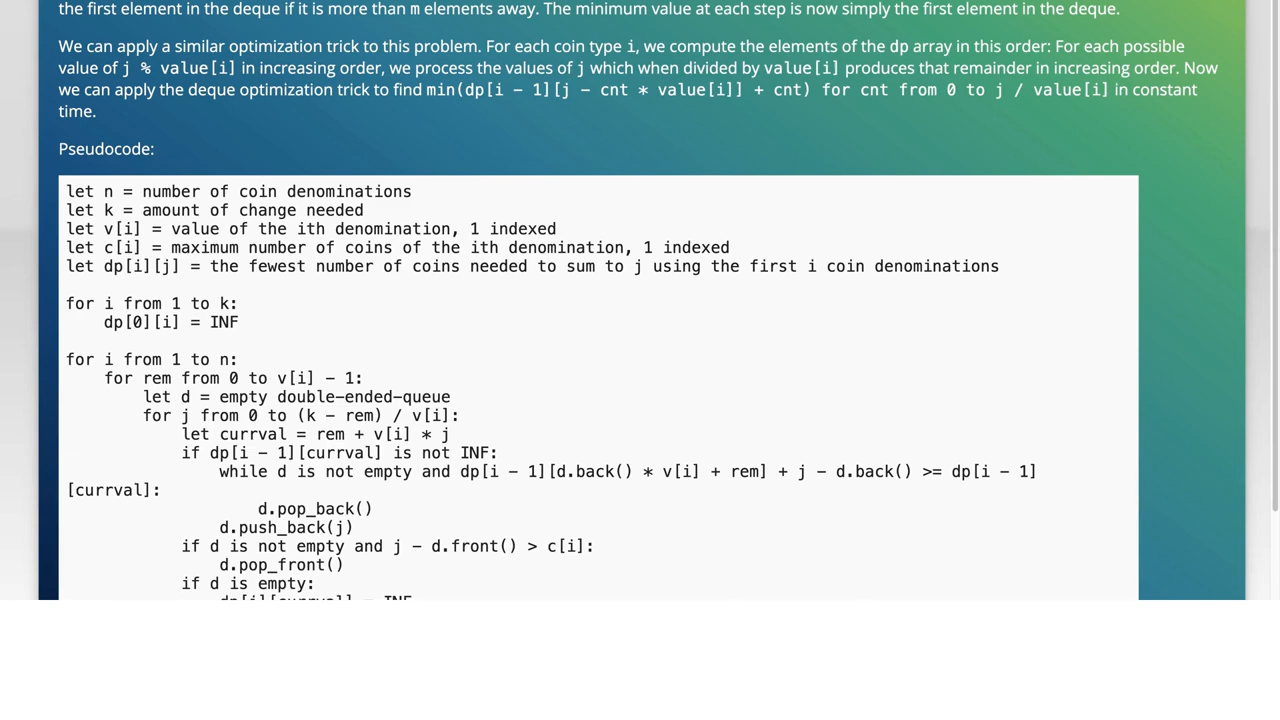 the first element in the deque if it is more than m elements away. The minimum value at each step is now simply the first element in the deque.
We can apply a similar optimization trick to this problem. For each coin type i, we compute the elements of the dp array in this order: For each possible
value of j % value[i] in increasing order, we process the values of j which when divided by value[i] produces that remainder in increasing order. Now
we can apply the deque optimization trick to find min(dp[i - 1][j - cnt * value[i]] + cnt) for cnt from 0 to j / value[i] in constant
time.
Pseudocode:
let n = number of coin denominations
let k = amount of change needed
let v[i] = value of the ith denomination, 1 indexed
let c[i] = maximum number of coins of the ith denomination, 1 indexed
let dp[i][j] = the fewest number of coins needed to sum to j using the first i coin denominations
for i from 1 to k:
    dp[0][i] = INF
for i from 1 to n:
    for rem from 0 to v[i] - 1:
        let d = empty double-ended-queue
        for j from 0 to (k - rem) / v[i]:
            let currval = rem + v[i] * j
            if dp[i - 1][currval] is not INF:
                while d is not empty and dp[i - 1][d.back() * v[i] + rem] + j - d.back() >= dp[i - 1]
[currval]:
                    d.pop_back()
                d.push_back(j)
            if d is not empty and j - d.front() > c[i]:
                d.pop_front()
            if d is empty:
                dp[i][currval] = INF